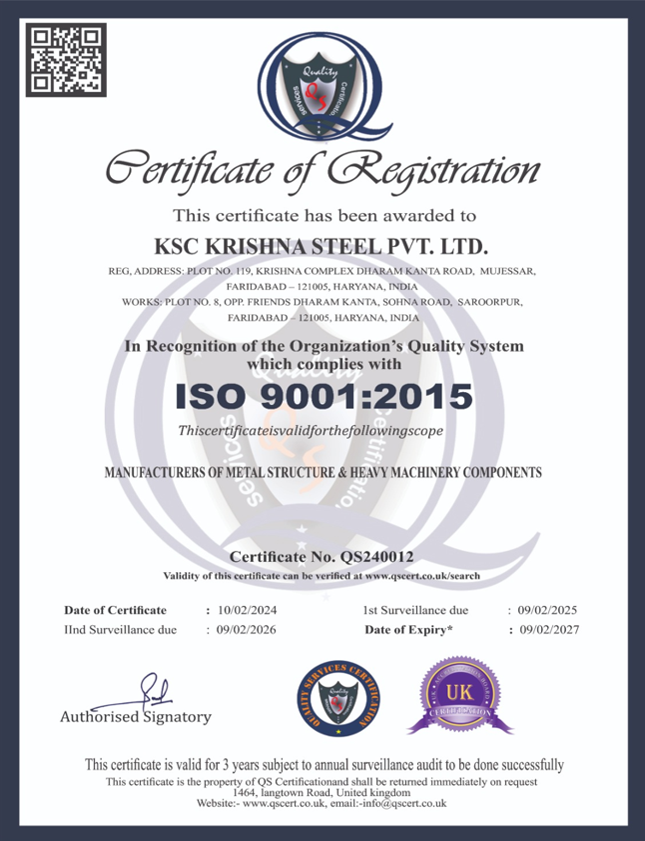 Quality
Services
QS
Certification
Certificate of Registration
This certificate has been awarded to
KSC KRISHNA STEEL PVT. LTD.
REG, ADDRESS: PLOT NO. 119, KRISHNA COMPLEX DHARAM KANTA ROAD, MUJESSAR,
FARIDABAD – 121005, HARYANA, INDIA
WORKS: PLOT NO. 8, OPP. FRIENDS DHARAM KANTA, SOHNA ROAD, SAROORPUR,
FARIDABAD – 121005, HARYANA, INDIA
In Recognition of the Organization's Quality System
which complies with
ISO 9001:2015
Thiscertificateisvalidforthefollowingscope
MANUFACTURERS OF METAL STRUCTURE & HEAVY MACHINERY COMPONENTS
Certificate No. QS240012
Validity of this certificate can be verified at www.qscert.co.uk/search
Date of Certificate : 10/02/2024 1st Surveillance due : 09/02/2025
IInd Surveillance due : 09/02/2026 Date of Expiry* : 09/02/2027
Authorised Signatory
QUALITY SERVICES CERTIFICATION
Quality
UK
CERTIFICATION
This certificate is valid for 3 years subject to annual surveillance audit to be done successfully
This certificate is the property of QS Certificationand shall be returned immediately on request
1464, langtown Road, United kingdom
Website:- www.qscert.co.uk, email:-info@qscert.co.uk